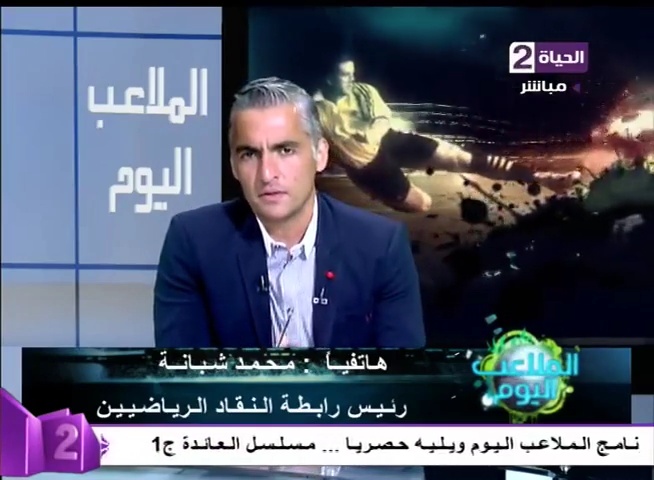 الملاعب
اليوم
الحياة 2
مباشر
هاتفياً : محمد شبانة
رئيس رابطة النقاد الرياضيين
الملاعب
اليوم
2
نامج الملاعب اليوم ويليه حصريا ... مسلسل العائدة ج1